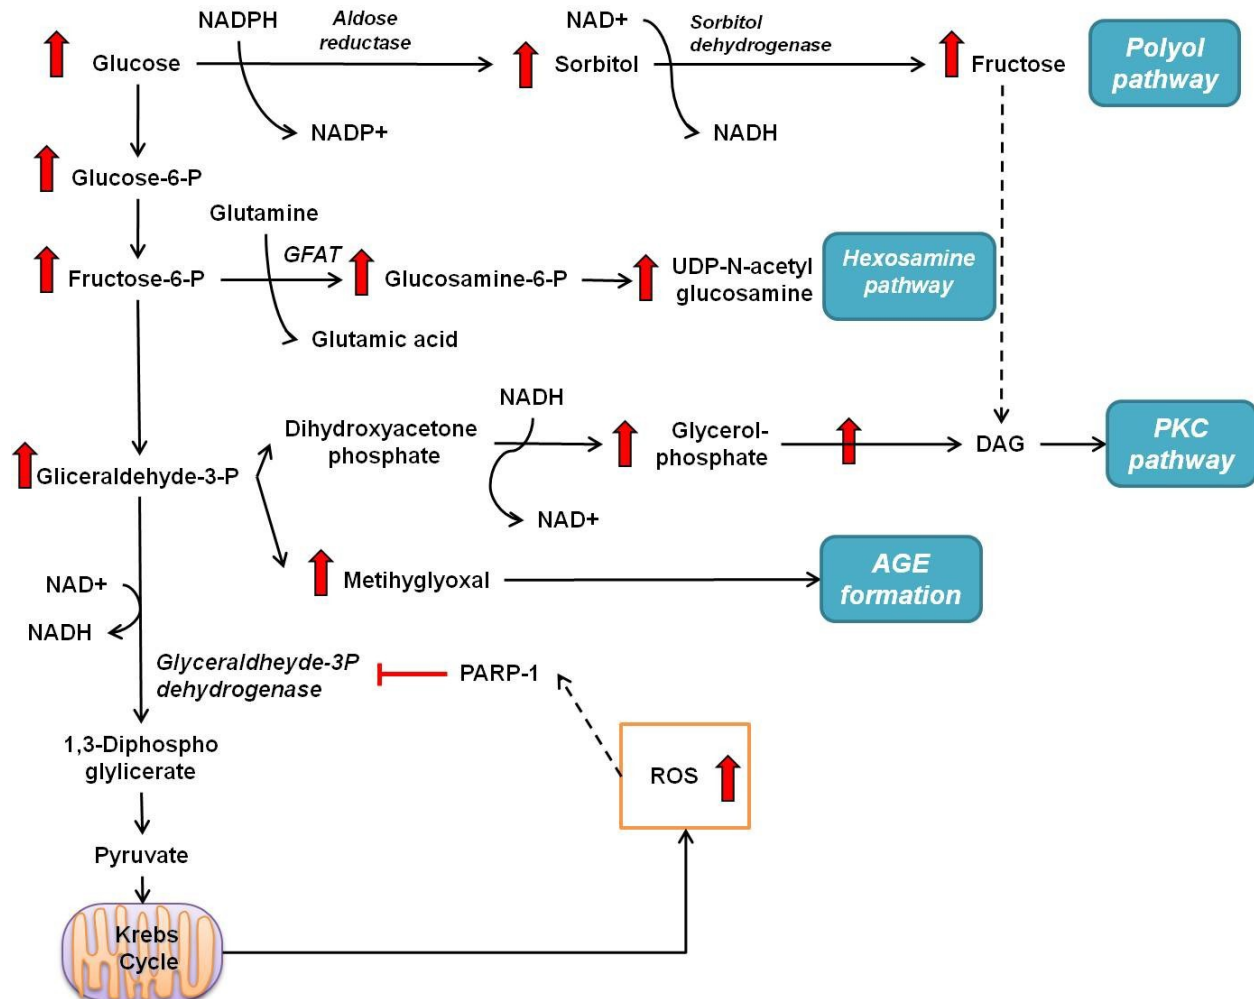 NADPH
Aldose
reductase
NAD+
Sorbitol
dehydrogenase
Polyol
pathway
Glucose
Sorbitol
Fructose
NADP+
NADH
Glucose-6-P
Glutamine
GFAT
Fructose-6-P
Glucosamine-6-P
UDP-N-acetyl
glucosamine
Hexosamine
pathway
Glutamic acid
NADH
Dihydroxyacetone
phosphate
Glycerol-
phosphate
DAG
PKC
pathway
Gliceraldehyde-3-P
NAD+
Metihyglyoxal
AGE
formation
NAD+
NADH
Glyceraldheyde-3P
dehydrogenase
PARP-1
1,3-Diphospho
glylicerate
ROS
Pyruvate
Krebs
Cycle